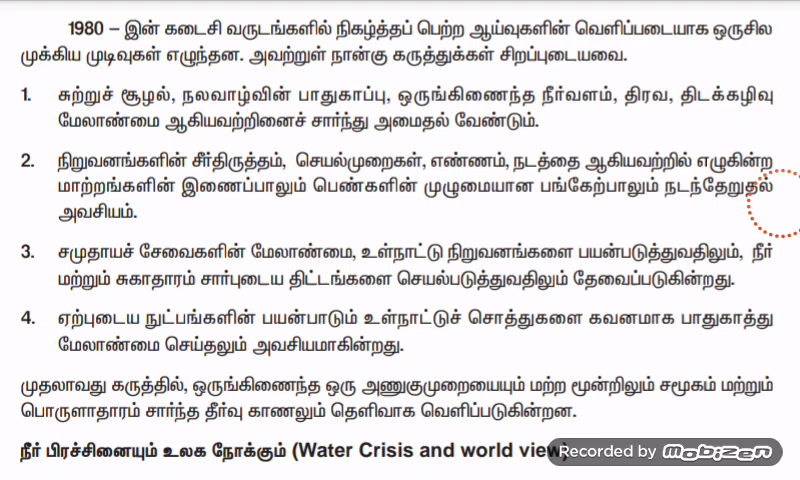 1980 – இன் கடைசி வருடங்களில் நிகழ்த்தப் பெற்ற ஆய்வுகளின் வெளிப்படையாக ஒருசில
முக்கிய முடிவுகள் எழுந்தன. அவற்றுள் நான்கு கருத்துக்கள் சிறப்புடையவை.
1. சுற்றுச் சூழல், நலவாழ்வின் பாதுகாப்பு, ஒருங்கிணைந்த நீர்வளம், திரவ, திடக்கழிவு
மேலாண்மை ஆகியவற்றினைச் சார்ந்து அமைதல் வேண்டும்.
2. நிறுவனங்களின் சீர்திருத்தம், செயல்முறைகள், எண்ணம், நடத்தை ஆகியவற்றில் எழுகின்ற
மாற்றங்களின் இணைப்பாலும் பெண்களின் முழுமையான பங்கேற்பாலும் நடந்தேறுதல்
அவசியம்.
3. சமுதாயச் சேவைகளின் மேலாண்மை, உள்நாட்டு நிறுவனங்களை பயன்படுத்துவதிலும், நீர்
மற்றும் சுகாதாரம் சார்புடைய திட்டங்களை செயல்படுத்துவதிலும் தேவைப்படுகின்றது.
4. ஏற்புடைய நுட்பங்களின் பயன்பாடும் உள்நாட்டுச் சொத்துகளை கவனமாக பாதுகாத்து
மேலாண்மை செய்தலும் அவசியமாகின்றது.
முதலாவது கருத்தில், ஒருங்கிணைந்த ஒரு அணுகுமுறையையும் மற்ற மூன்றிலும் சமூகம் மற்றும்
பொருளாதாரம் சார்ந்த தீர்வு காணலும் தெளிவாக வெளிப்படுகின்றன.
நீர் பிரச்சினையும் உலக நோக்கும் (Water Crisis and world view)
Recorded by mobizen